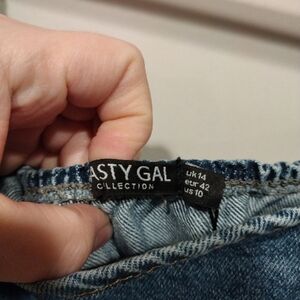 ASTY GAL
COLLECTION
uk 14
eur 42
us 10